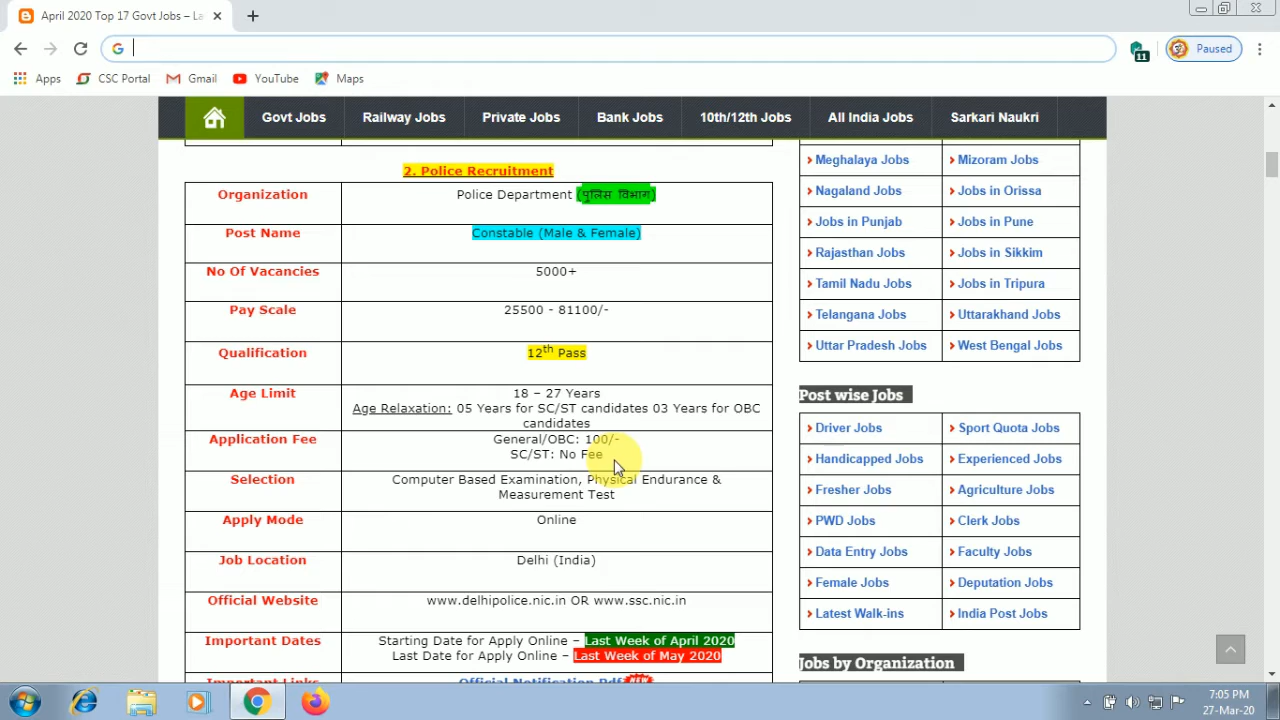 April 2020 Top 17 Govt Jobs – La
Paused
11
Apps
CSC Portal
Gmail
YouTube
Maps
Govt Jobs
Railway Jobs
Private Jobs
Bank Jobs
10th/12th Jobs
All India Jobs
Sarkari Naukri
2. Police Recruitment
Organization
Police Department (पुलिस विभाग)
Post Name
Constable (Male & Female)
No Of Vacancies
5000+
Pay Scale
25500 - 81100/-
Qualification
12th Pass
Age Limit
18 – 27 Years
Age Relaxation: 05 Years for SC/ST candidates 03 Years for OBC
candidates
Application Fee
General/OBC: 100/-
SC/ST: No Fee
Selection
Computer Based Examination, Physical Endurance &
Measurement Test
Apply Mode
Online
Job Location
Delhi (India)
Official Website
www.delhipolice.nic.in OR www.ssc.nic.in
Important Dates
Starting Date for Apply Online – Last Week of April 2020
Last Date for Apply Online – Last Week of May 2020
Important Links
Official Notification Pdf
Meghalaya Jobs
Mizoram Jobs
Nagaland Jobs
Jobs in Orissa
Jobs in Punjab
Jobs in Pune
Rajasthan Jobs
Jobs in Sikkim
Tamil Nadu Jobs
Jobs in Tripura
Telangana Jobs
Uttarakhand Jobs
Uttar Pradesh Jobs
West Bengal Jobs
Post wise Jobs
Driver Jobs
Sport Quota Jobs
Handicapped Jobs
Experienced Jobs
Fresher Jobs
Agriculture Jobs
PWD Jobs
Clerk Jobs
Data Entry Jobs
Faculty Jobs
Female Jobs
Deputation Jobs
Latest Walk-ins
India Post Jobs
Jobs by Organization
7:05 PM
27-Mar-20